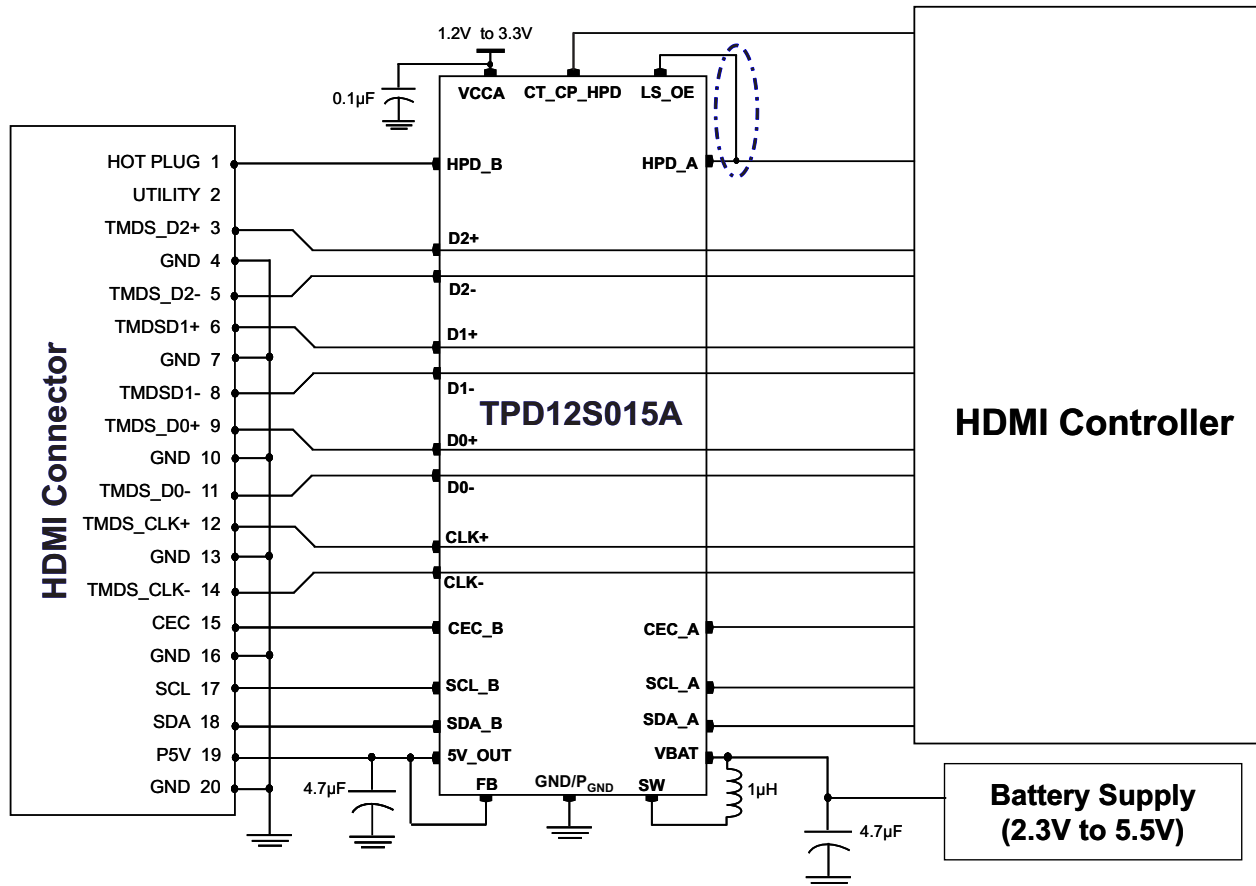 1.2V to 3.3V
0.1µF
VCCA CT_CP_HPD LS_OE
HOT PLUG 1
UTILITY 2
TMDS_D2+ 3
GND 4
TMDS_D2- 5
TMDSD1+ 6
GND 7
TMDSD1- 8
TMDS_D0+ 9
GND 10
TMDS_D0- 11
TMDS_CLK+ 12
GND 13
TMDS_CLK- 14
CEC 15
GND 16
SCL 17
SDA 18
P5V 19
GND 20
HDMI Connector
HPD_B
D2+
D2-
D1+
D1-
D0+
D0-
CLK+
CLK-
CEC_B
SCL_B
SDA_B
5V_OUT
FB
GND/PGND
SW
TPD12S015A
HPD_A
CEC_A
SCL_A
SDA_A
VBAT
4.7µF
1µH
4.7µF
HDMI Controller
Battery Supply
(2.3V to 5.5V)